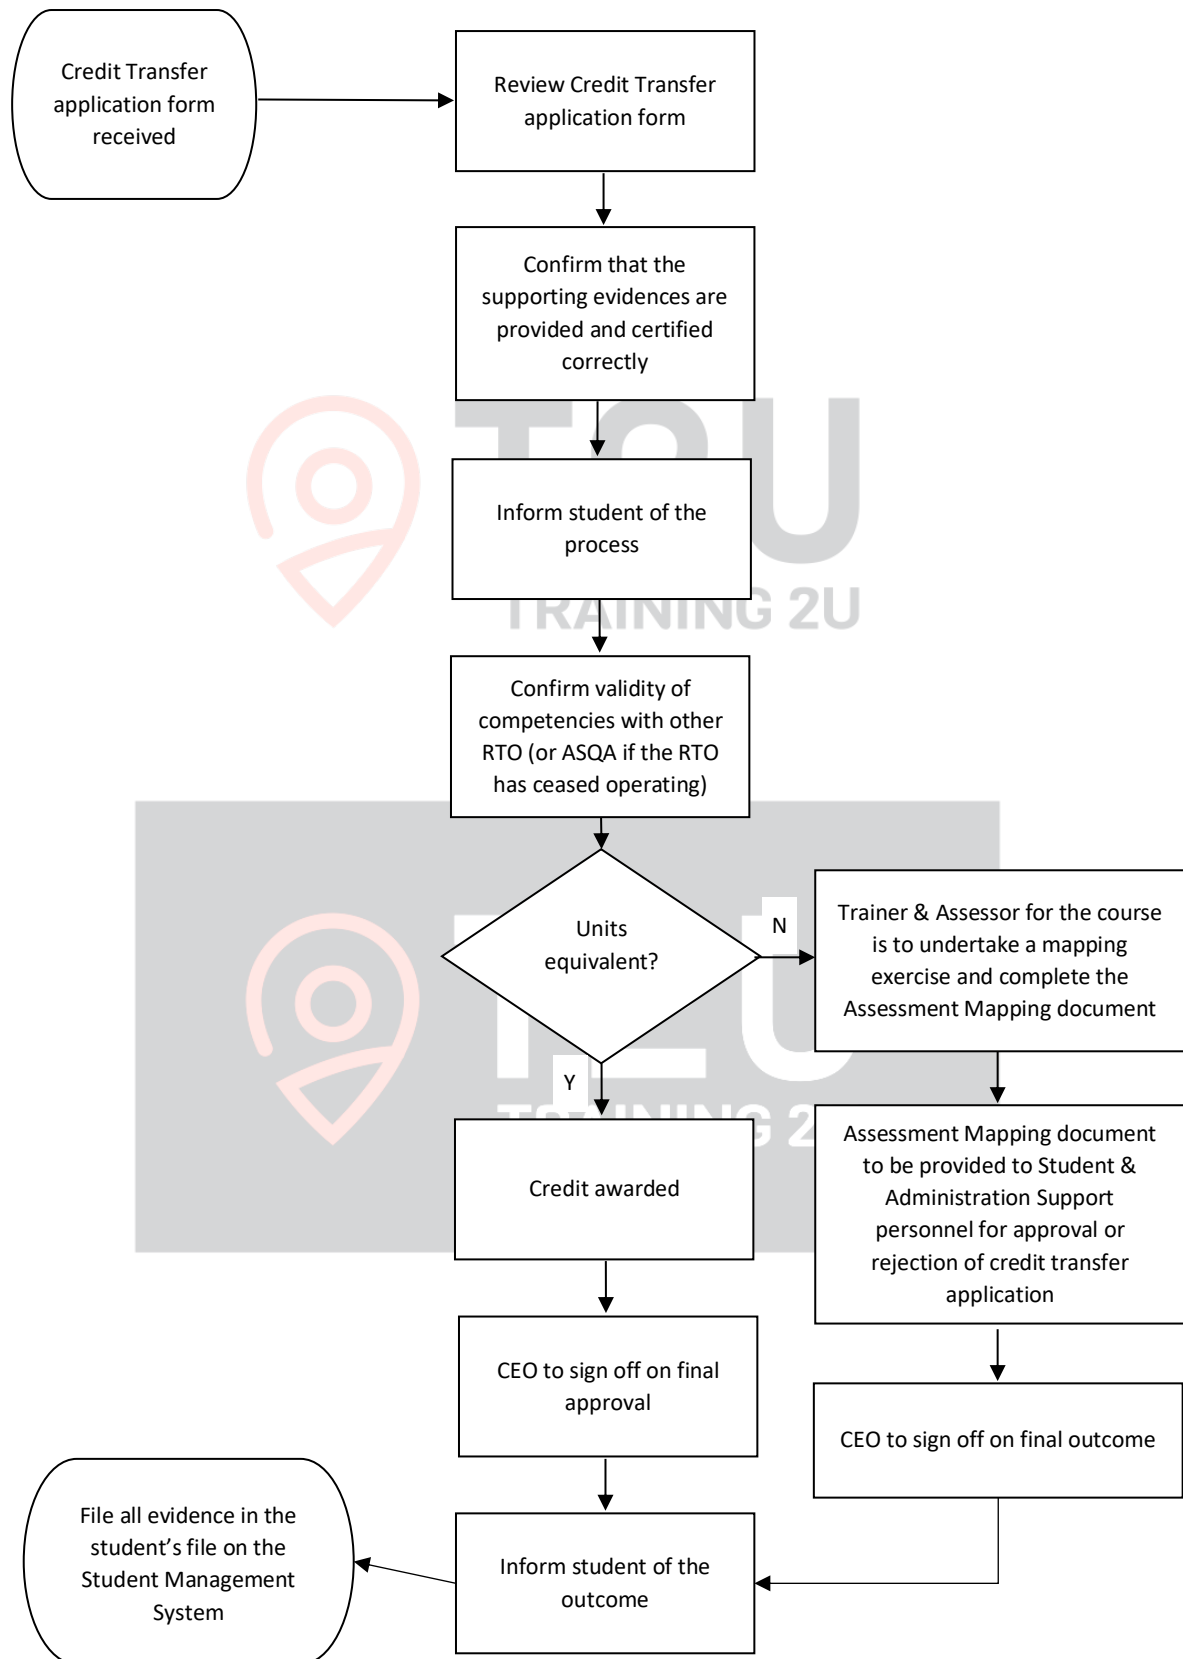 Credit Transfer
application form
received
Review Credit Transfer
application form
Confirm that the
supporting evidences are
provided and certified
correctly
Inform student of the
process
TRAINING 2U
Confirm validity of
competencies with other
RTO (or ASQA if the RTO
has ceased operating)
Units
equivalent?
N
Trainer & Assessor for the course
is to undertake a mapping
exercise and complete the
Assessment Mapping document
Y
Credit awarded
Assessment Mapping document
to be provided to Student &
Administration Support
personnel for approval or
rejection of credit transfer
application
CEO to sign off on final
approval
CEO to sign off on final outcome
File all evidence in the
student’s file on the
Student Management
System
Inform student of the
outcome